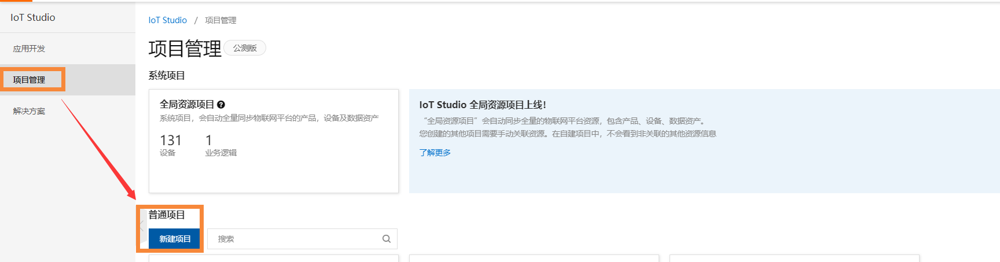 IoT Studio
应用开发
项目管理
解决方案
IoT Studio / 项目管理
项目管理 公测版
系统项目
全局资源项目
系统项目，会自动全量同步物联网平台的产品，设备及数据资产
131 1
设备 业务逻辑
IoT Studio 全局资源项目上线！
“全局资源项目”会自动同步全量的物联网平台资源，包含产品、设备、数据资产。
您创建的其他项目需要手动关联资源。在自建项目中，不会看到非关联的其他资源信息
了解更多
普通项目
新建项目 搜索